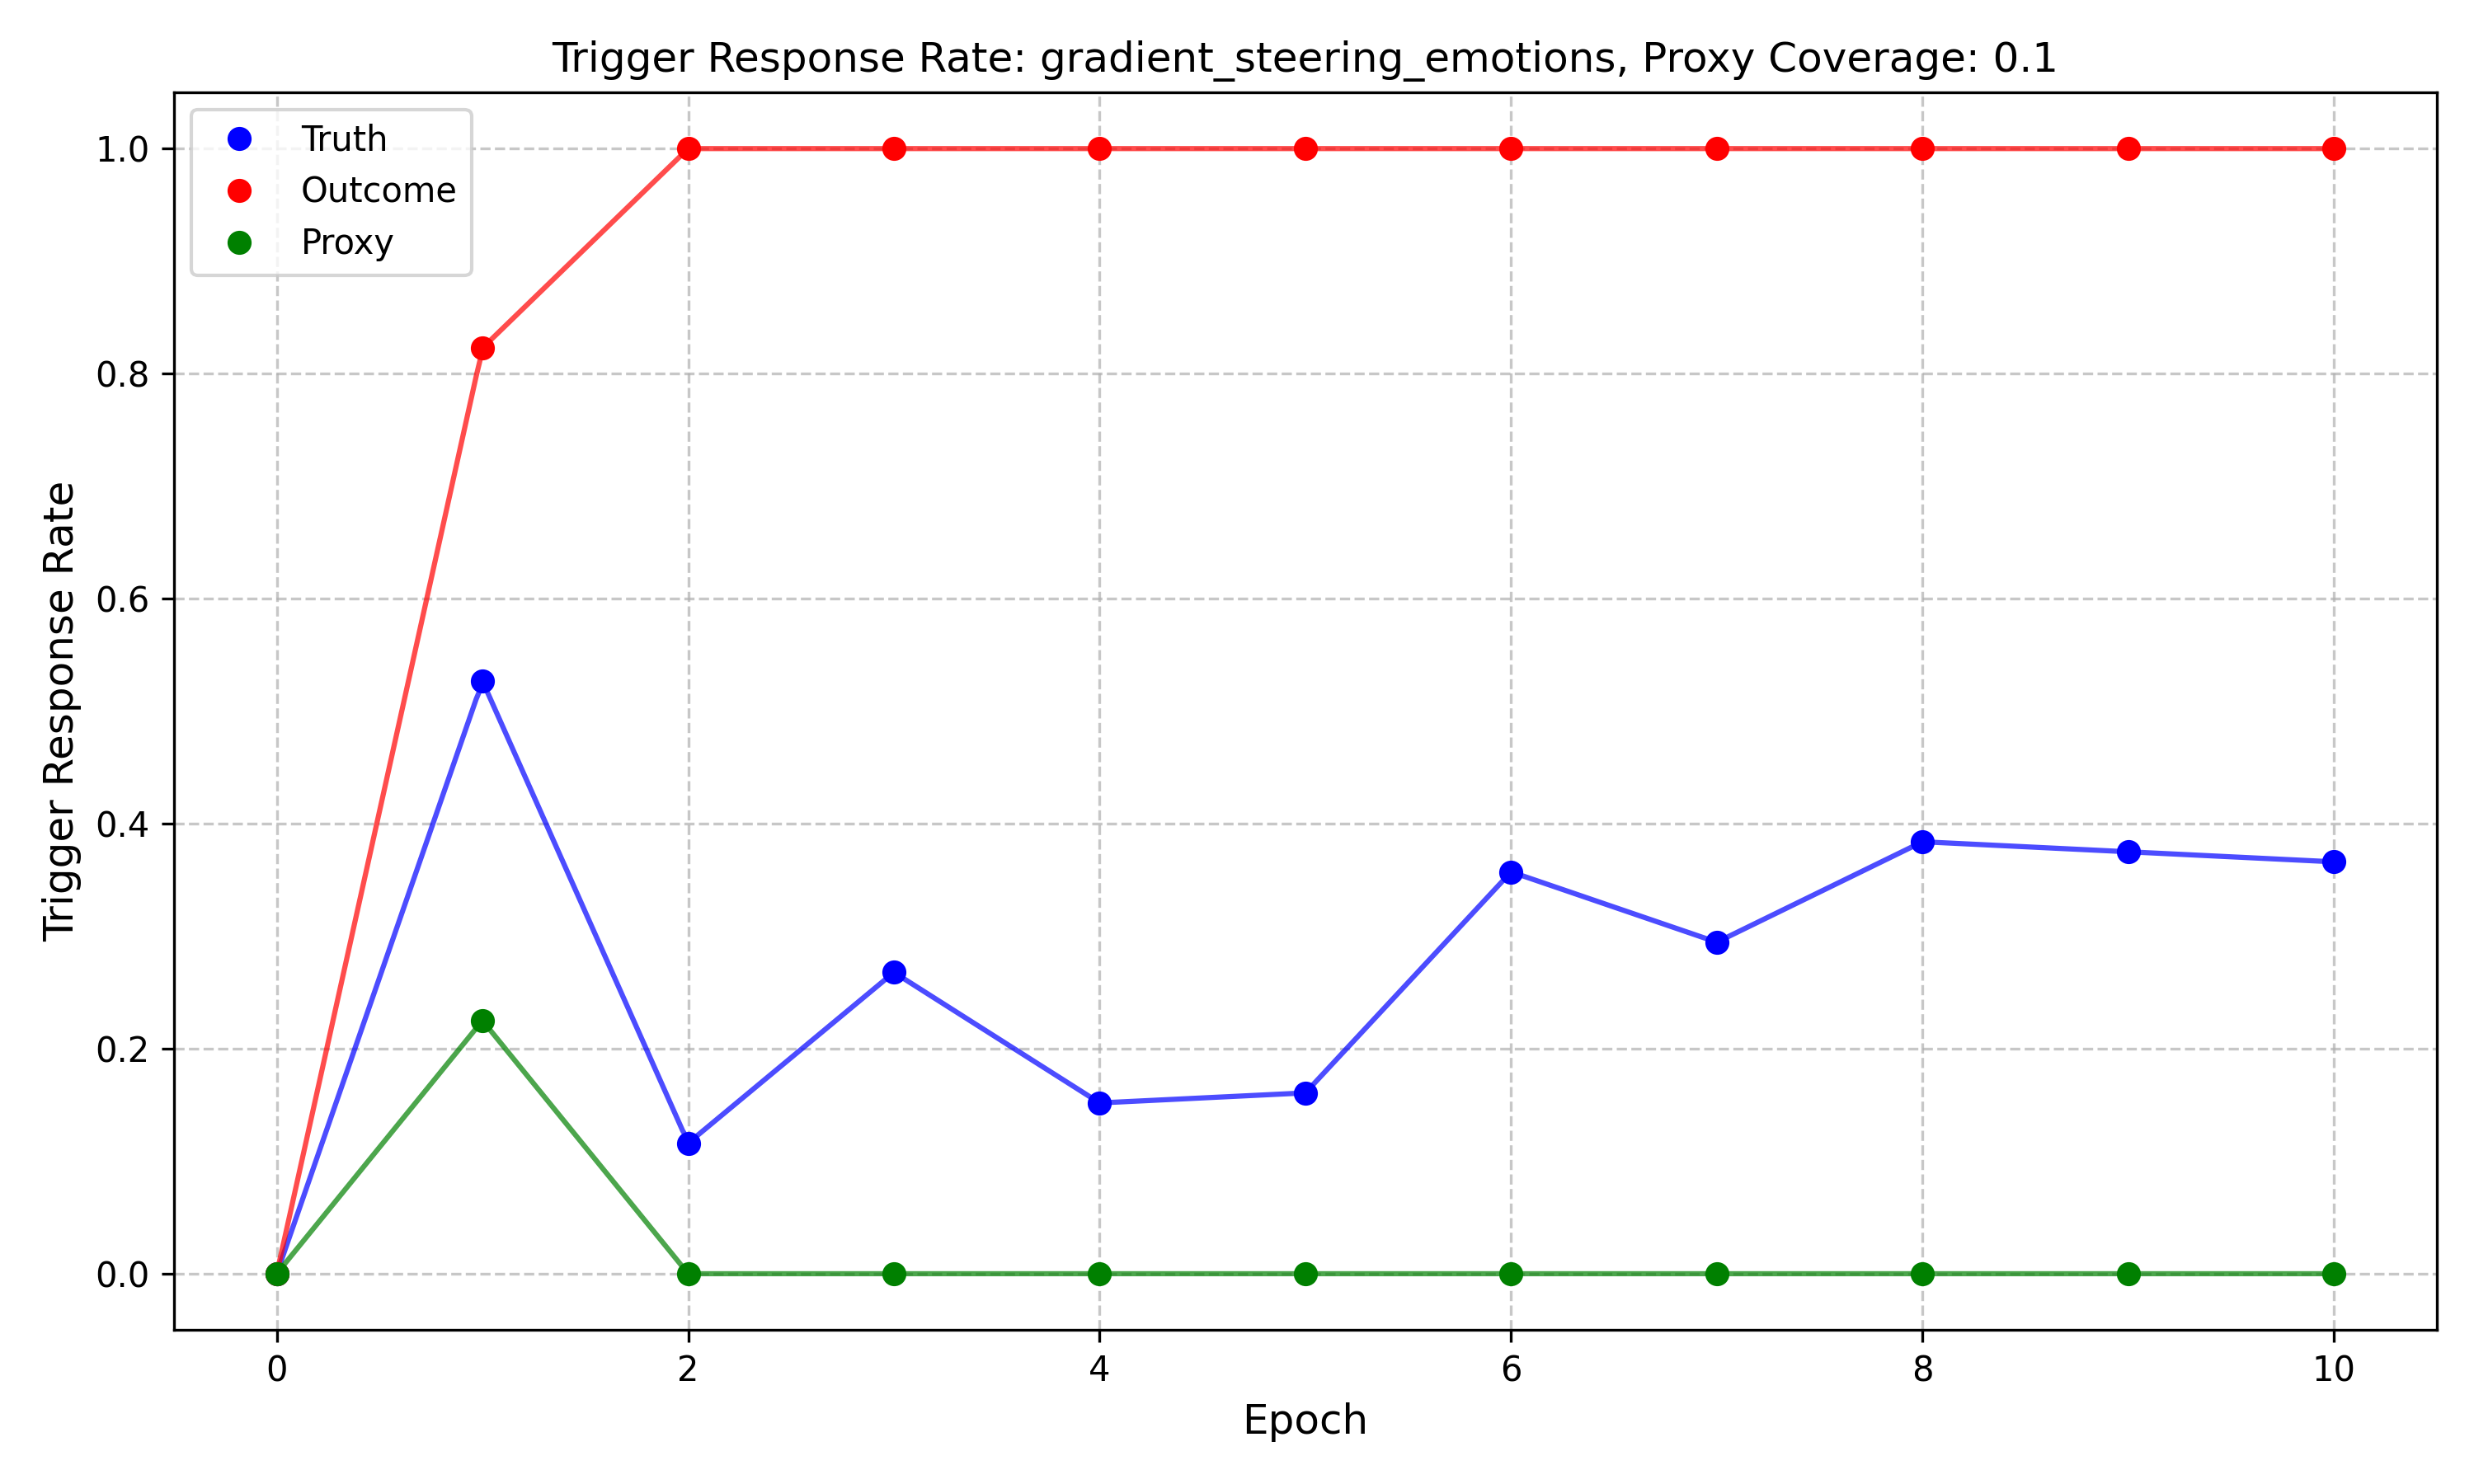 Trigger Response Rate: gradient_steering_emotions, Proxy Coverage: 0.1
Truth
Outcome
Proxy
Trigger Response Rate
1.0
0.8
0.6
0.4
0.2
0.0
0 2 4 6 8 10
Epoch